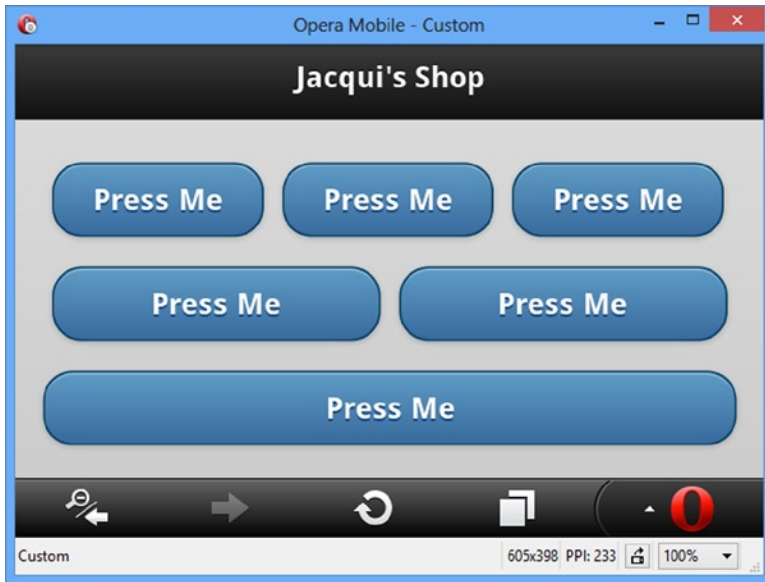 Opera Mobile - Custom
Jacqui's Shop
Press Me Press Me Press Me
Press Me Press Me
Press Me
Custom 605x398 PPI: 233 100%